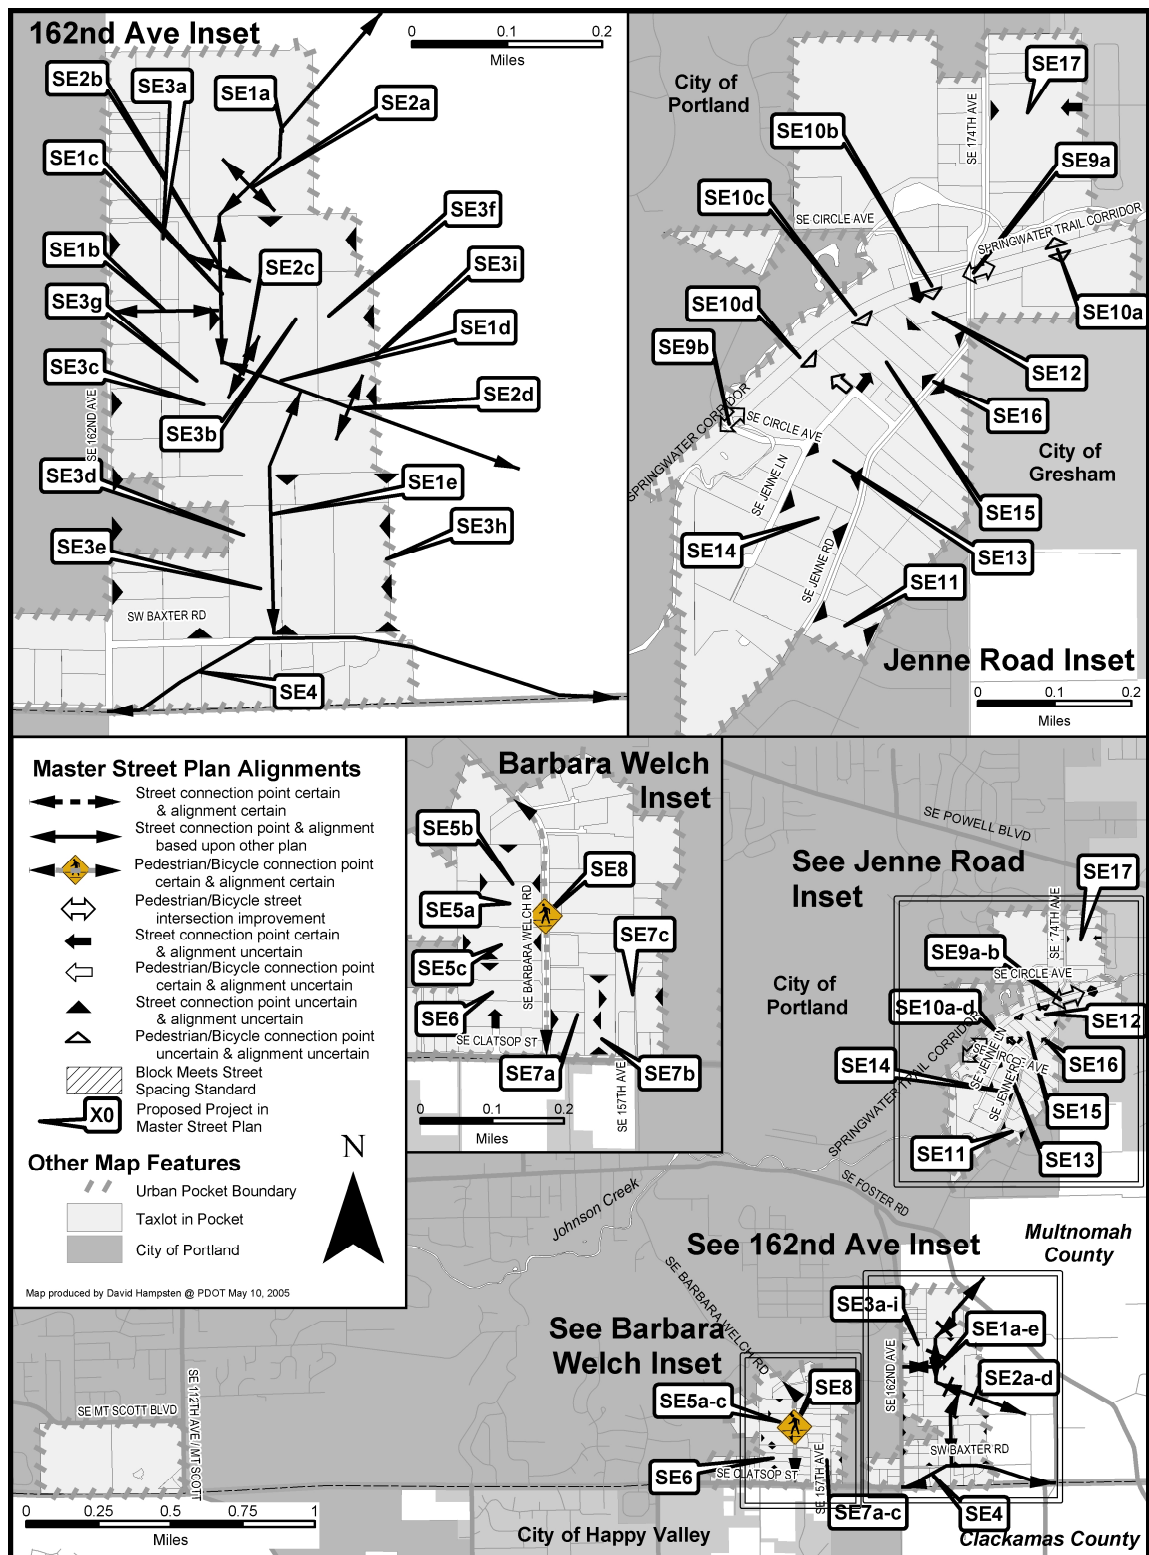 162nd Ave Inset
0
0.1
0.2
Miles
SE2b
SE3a
SE1a
SE2a
SE1c
SE3f
SE1b
SE2c
SE3i
SE3g
SE1d
SE3c
SE2d
SE3b
SE 162ND AVE
SE3d
SE1e
SE3h
SE3e
SW BAXTER RD
SE4
City of
Portland
SE17
SE 174TH AVE
SE10b
SE9a
SE10c
SE CIRCLE AVE
SPRINGWATER TRAIL CORRIDOR
SE10d
SE10a
SE9b
SE12
SE16
SPRINGWATER CORRIDOR
SE CIRCLE AVE
City of
Gresham
SE JENNE LN
SE15
SE14
SE13
SE JENNE RD
SE11
Jenne Road Inset
0
0.1
0.2
Miles
Master Street Plan Alignments
Street connection point certain
& alignment certain
Street connection point & alignment
based upon other plan
Pedestrian/Bicycle connection point
certain & alignment certain
Pedestrian/Bicycle street
intersection improvement
Street connection point certain
& alignment uncertain
Pedestrian/Bicycle connection point
certain & alignment uncertain
Street connection point uncertain
& alignment uncertain
Pedestrian/Bicycle connection point
uncertain & alignment uncertain
Block Meets Street
Spacing Standard
X0
Proposed Project in
Master Street Plan
Other Map Features
Urban Pocket Boundary
Taxlot in Pocket
City of Portland
N
Map produced by David Hampsten @ PDOT May 10, 2005
Barbara Welch
Inset
SE5b
SE8
SE5a
SE BARBARA WELCH RD
SE7c
SE5c
SE6
SE CLATSOP ST
SE7a
SE7b
SE 157TH AVE
0
0.1
0.2
Miles
SE POWELL BLVD
See Jenne Road
Inset
SE17
SE 174TH AVE
SE9a-b
City of
Portland
SE CIRCLE AVE
SE10a-d
SE12
SE JENNE LN
SE CIRCLE AVE
SE14
SE16
SE JENNE RD
SPRINGWATER TRAIL CORRIDOR
SE15
SE11
SE13
SE FOSTER RD
Johnson Creek
Multnomah
County
See 162nd Ave Inset
SE BARBARA WELCH RD
SE3a-i
See Barbara
Welch Inset
SE1a-e
SE 162ND AVE
SE2a-d
SE8
SE5a-c
SE MT SCOTT BLVD
SE 112TH AVE / MT SCOTT
SW BAXTER RD
SE6
SE CLATSOP ST
SE 157TH AVE
SE7a-c
SE4
0
0.25
0.5
0.75
1
Miles
City of Happy Valley
Clackamas County